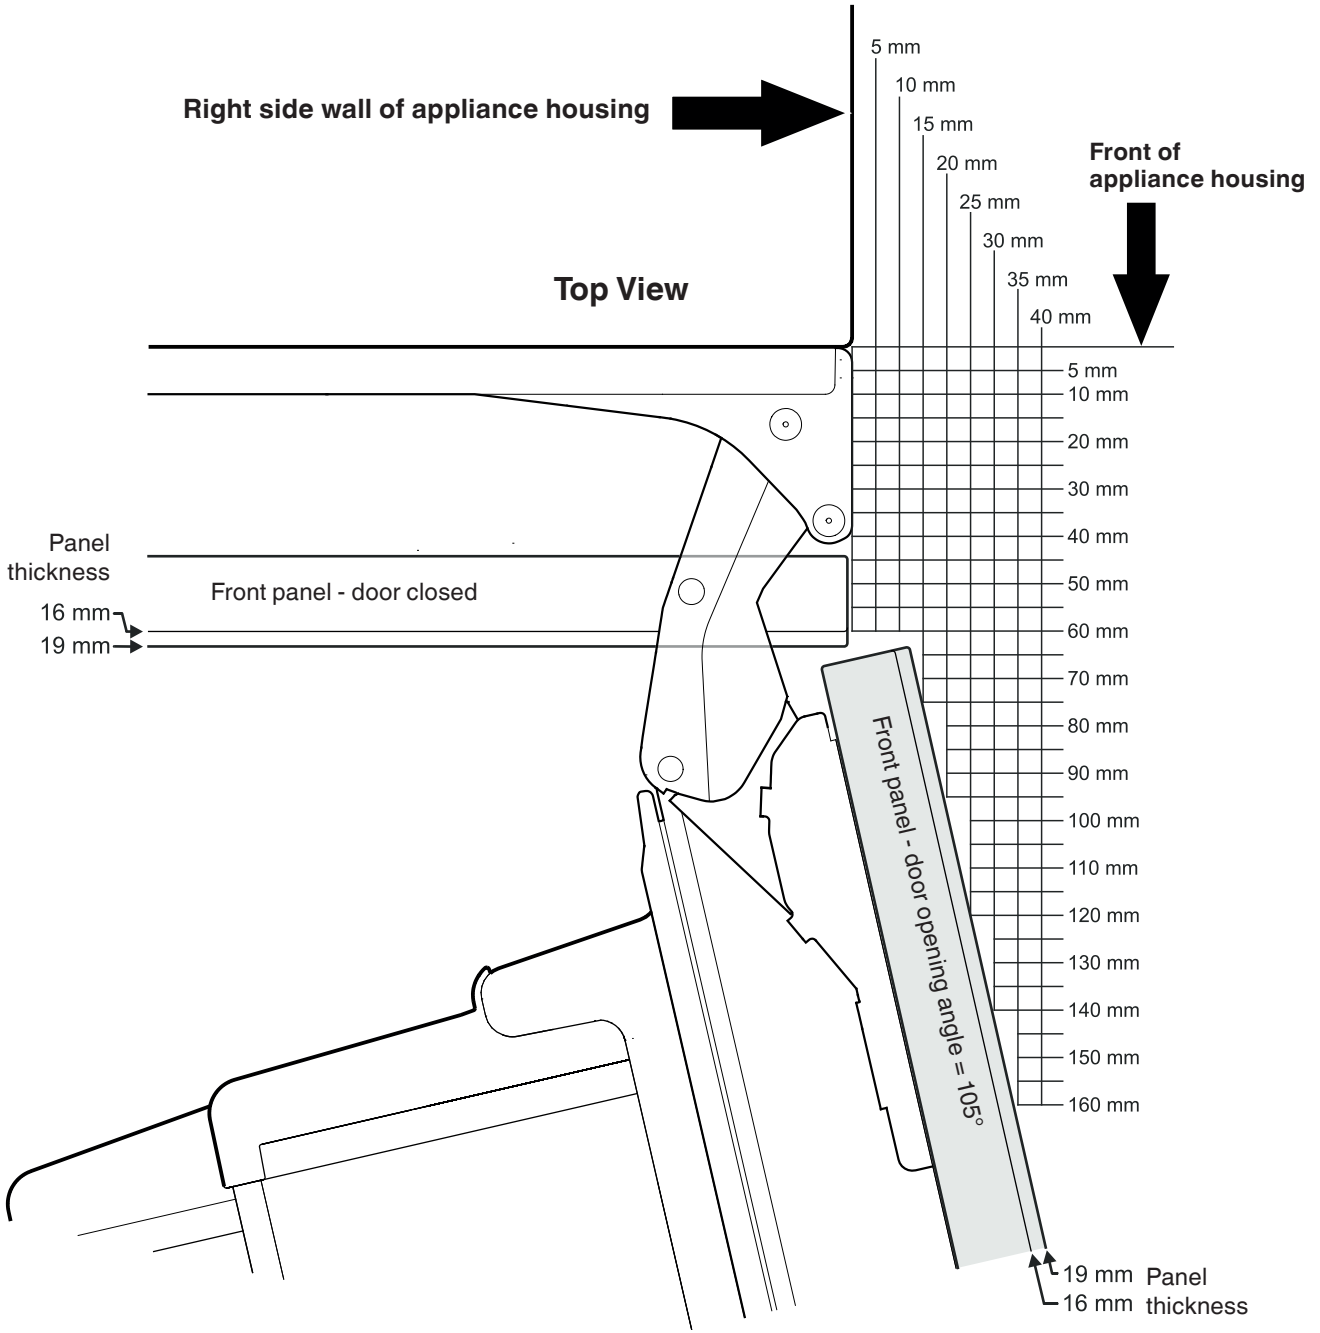 5 mm
10 mm
Right side wall of appliance housing
15 mm
Front of
appliance housing
20 mm
25 mm
30 mm
35 mm
Top View
40 mm
5 mm
10 mm
20 mm
30 mm
40 mm
Panel
thickness
50 mm
Front panel - door closed
16 mm
60 mm
19 mm
70 mm
80 mm
90 mm
100 mm
110 mm
120 mm
130 mm
140 mm
150 mm
160 mm
Front panel - door opening angle = 105°
19 mm Panel
16 mm thickness